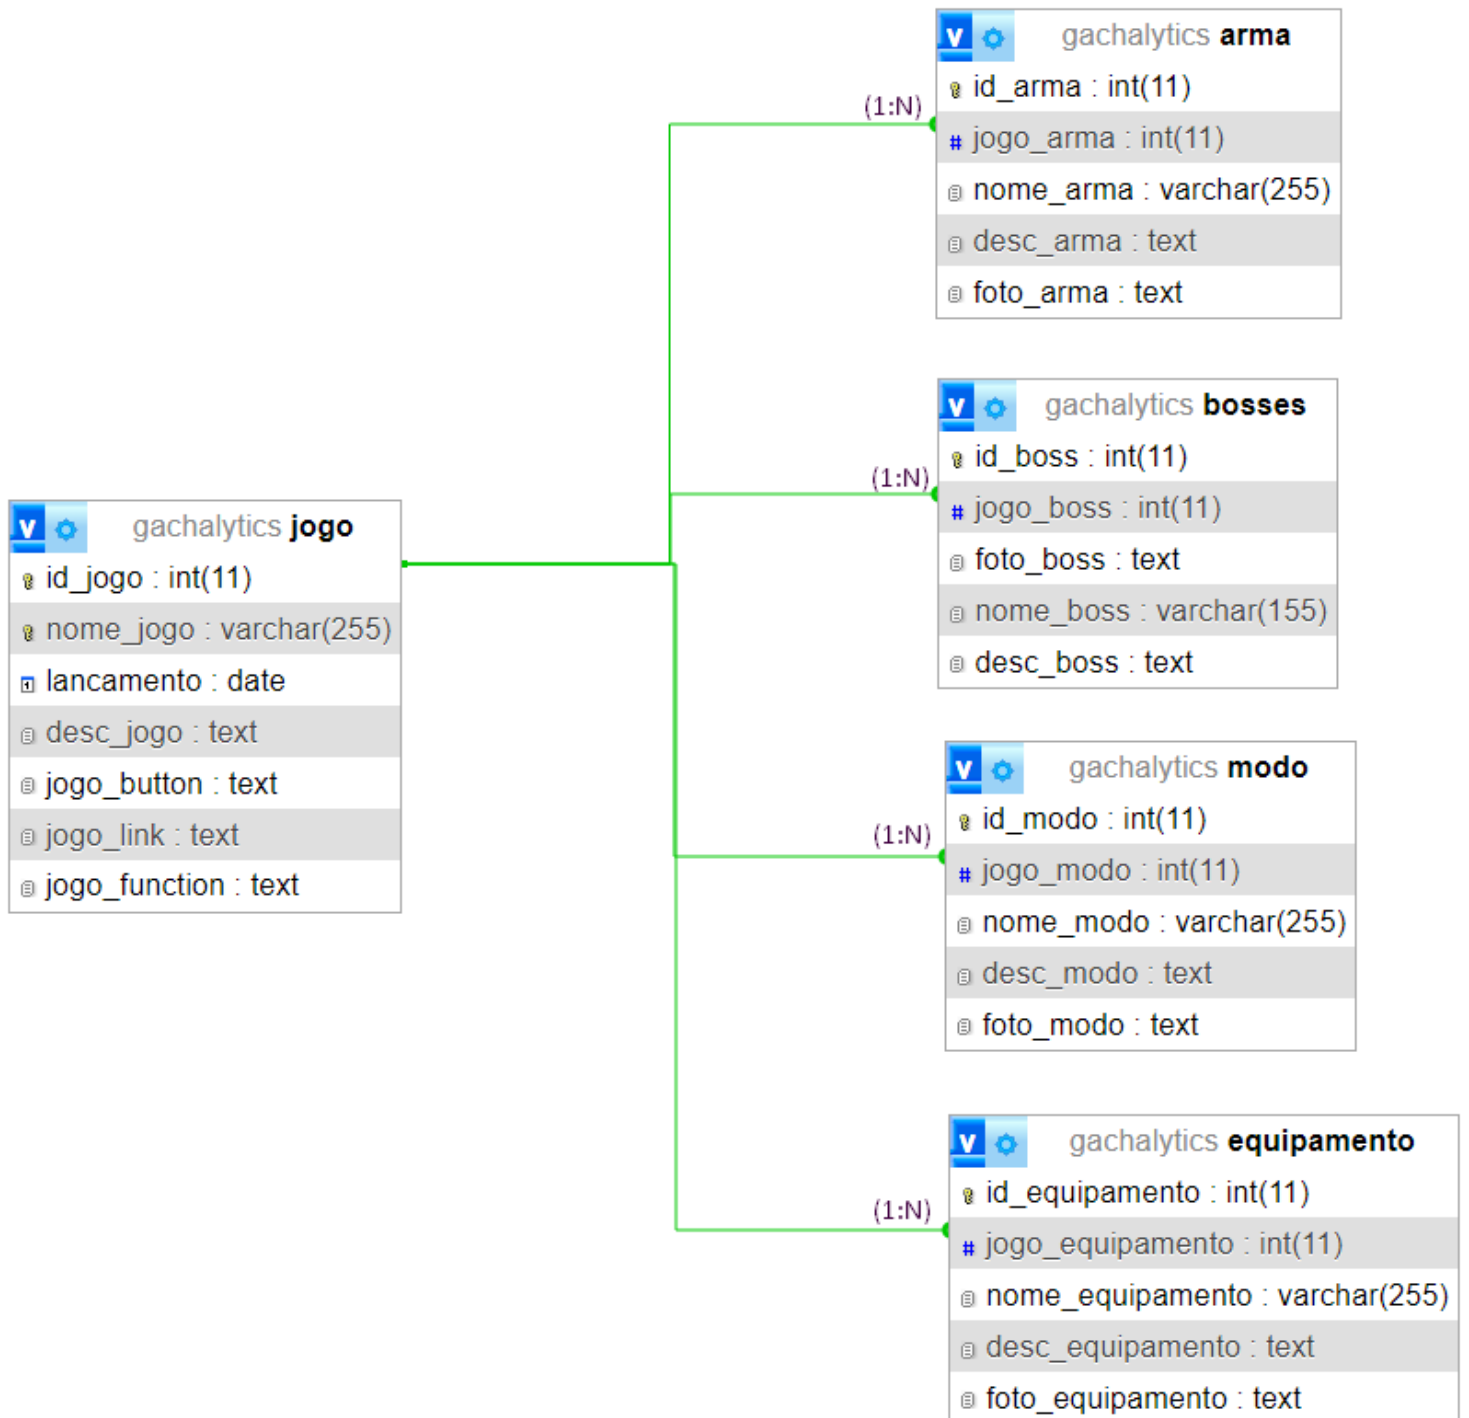 v gachalytics jogo
id_jogo : int(11)
nome_jogo : varchar(255)
lancamento : date
desc_jogo : text
jogo_button : text
jogo_link : text
jogo_function : text
(1:N)
v gachalytics arma
id_arma : int(11)
# jogo_arma : int(11)
nome_arma : varchar(255)
desc_arma : text
foto_arma : text
(1:N)
v gachalytics bosses
id_boss : int(11)
# jogo_boss : int(11)
foto_boss : text
nome_boss : varchar(155)
desc_boss : text
(1:N)
v gachalytics modo
id_modo : int(11)
# jogo_modo : int(11)
nome_modo : varchar(255)
desc_modo : text
foto_modo : text
(1:N)
v gachalytics equipamento
id_equipamento : int(11)
# jogo_equipamento : int(11)
nome_equipamento : varchar(255)
desc_equipamento : text
foto_equipamento : text